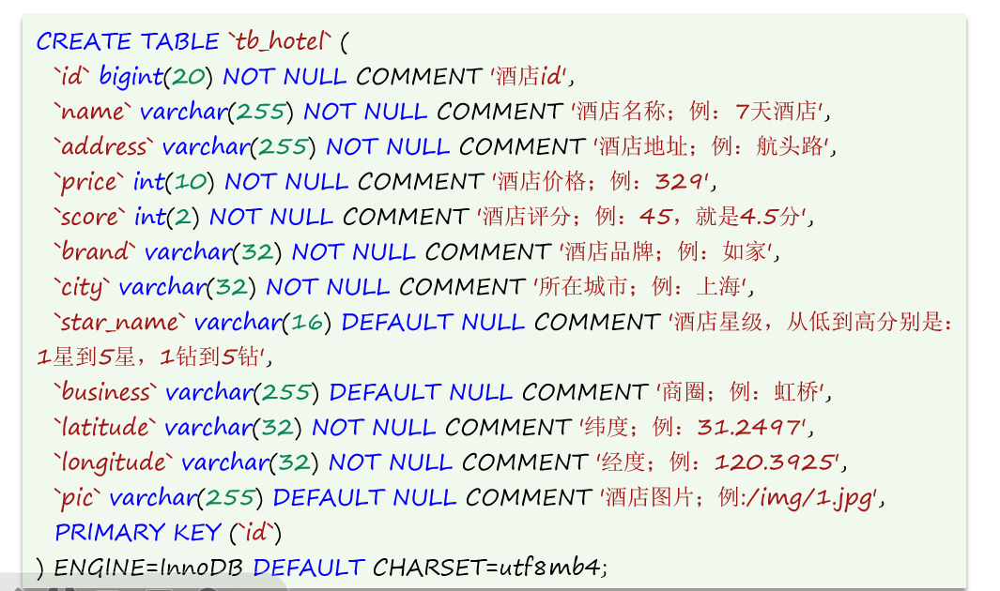 CREATE TABLE `tb_hotel` (
`id` bigint(20) NOT NULL COMMENT '酒店id',
`name` varchar(255) NOT NULL COMMENT '酒店名称；例：7天酒店',
`address` varchar(255) NOT NULL COMMENT '酒店地址；例：航头路',
`price` int(10) NOT NULL COMMENT '酒店价格；例：329',
`score` int(2) NOT NULL COMMENT '酒店评分；例：45，就是4.5分',
`brand` varchar(32) NOT NULL COMMENT '酒店品牌；例：如家',
`city` varchar(32) NOT NULL COMMENT '所在城市；例：上海',
`star_name` varchar(16) DEFAULT NULL COMMENT '酒店星级，从低到高分别是：
1星到5星，1钻到5钻',
`business` varchar(255) DEFAULT NULL COMMENT '商圈；例：虹桥',
`latitude` varchar(32) NOT NULL COMMENT '纬度；例：31.2497',
`longitude` varchar(32) NOT NULL COMMENT '经度；例：120.3925',
`pic` varchar(255) DEFAULT NULL COMMENT '酒店图片；例:/img/1.jpg',
PRIMARY KEY (`id`)
) ENGINE=InnoDB DEFAULT CHARSET=utf8mb4;